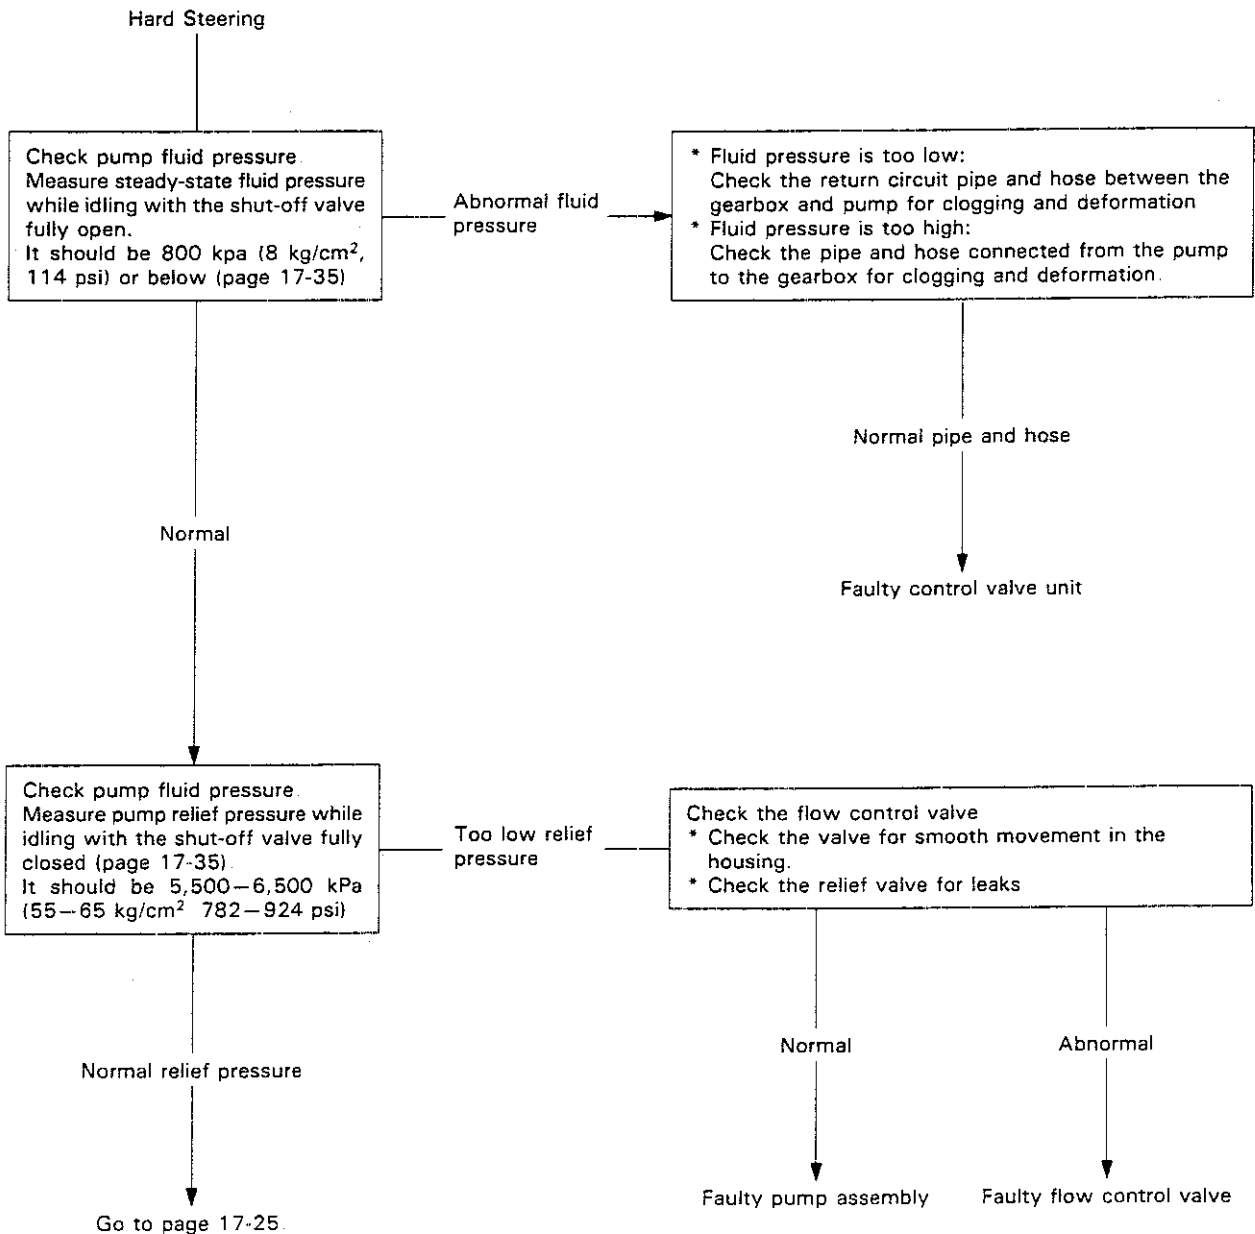 Hard Steering
Check pump fluid pressure.
Measure steady-state fluid pressure
while idling with the shut-off valve
fully open.
It should be 800 kpa (8 kg/cm², 
114 psi) or below (page 17-35)
Abnormal fluid
pressure
* Fluid pressure is too low:
Check the return circuit pipe and hose between the
gearbox and pump for clogging and deformation
* Fluid pressure is too high:
Check the pipe and hose connected from the pump
to the gearbox for clogging and deformation.
Normal pipe and hose
Faulty control valve unit
Normal
Check pump fluid pressure.
Measure pump relief pressure while
idling with the shut-off valve fully
closed (page 17-35).
It should be 5,500–6,500 kPa
(55–65 kg/cm² 782–924 psi)
Too low relief
pressure
Check the flow control valve
* Check the valve for smooth movement in the
housing.
* Check the relief valve for leaks
Normal
Abnormal
Normal relief pressure
Faulty pump assembly
Faulty flow control valve
Go to page 17-25.